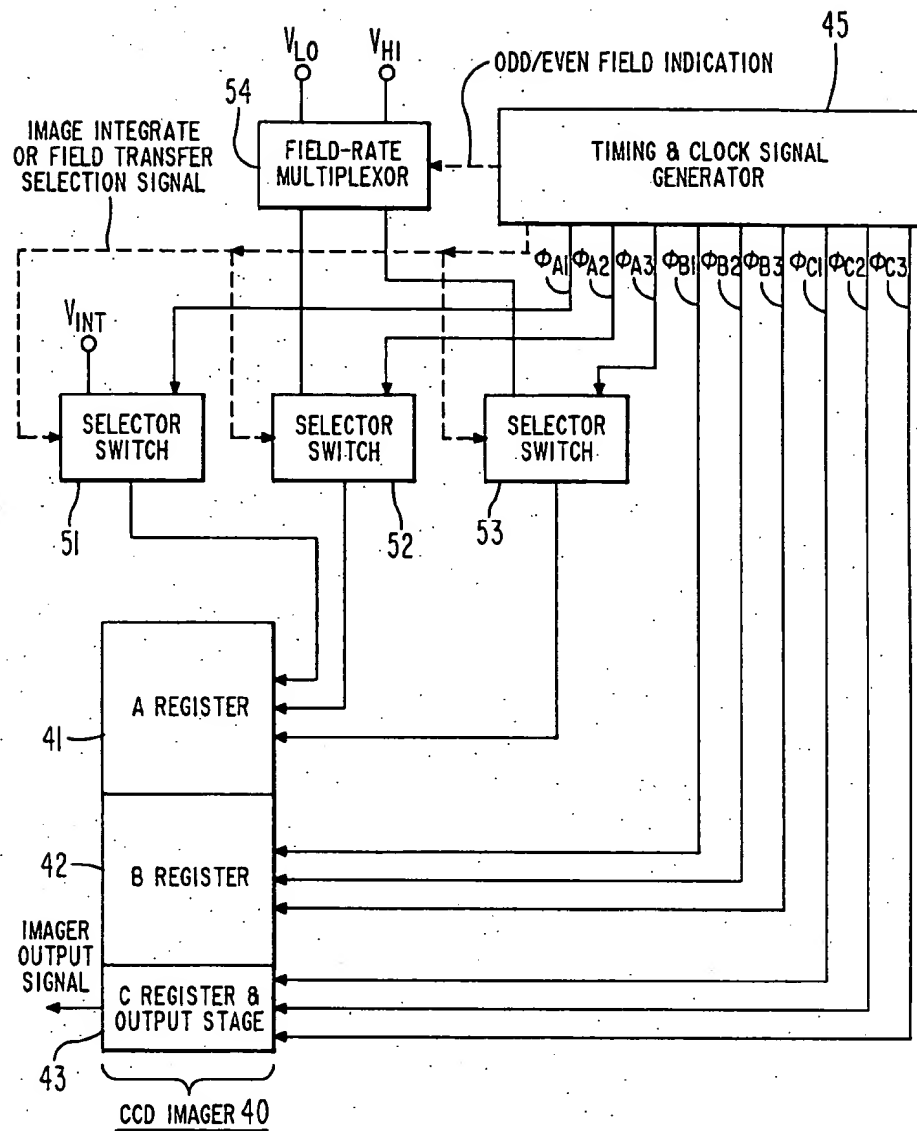 V_LO
V_HI
45
54
ODD/EVEN FIELD INDICATION
IMAGE INTEGRATE
OR FIELD TRANSFER
SELECTION SIGNAL
FIELD-RATE
MULTIPLEXOR
TIMING & CLOCK SIGNAL
GENERATOR
ΦA1 ΦA2 ΦA3 ΦB1 ΦB2 ΦB3 ΦC1 ΦC2 ΦC3
V_INT
SELECTOR
SWITCH
SELECTOR
SWITCH
SELECTOR
SWITCH
51
52
53
A REGISTER
41
42
B REGISTER
IMAGER
OUTPUT
SIGNAL
C REGISTER &
OUTPUT STAGE
43
CCD IMAGER 40